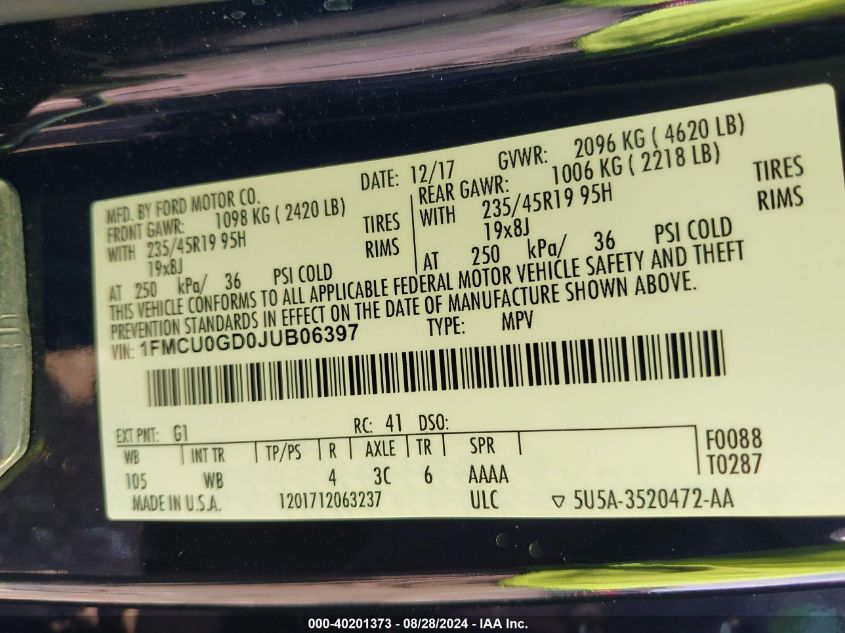 MFD. BY FORD MOTOR CO. DATE: 12/17 GVWR: 2096 KG ( 4620 LB)
FRONT GAWR: 1098 KG ( 2420 LB) REAR GAWR: 1006 KG ( 2218 LB)
WITH 235/45R19 95H TIRES WITH 235/45R19 95H TIRES
19x8J RIMS 19x8J RIMS
AT 250 kPa/ 36 PSI COLD AT 250 kPa/ 36 PSI COLD
THIS VEHICLE CONFORMS TO ALL APPLICABLE FEDERAL MOTOR VEHICLE SAFETY AND THEFT
PREVENTION STANDARDS IN EFFECT ON THE DATE OF MANUFACTURE SHOWN ABOVE.
VIN: 1FMCU0GD0JUB06397 TYPE: MPV
EXT PNT: G1 RC: 41 DSO:
WB INT TR TP/PS R AXLE TR SPR F0088
105 WB 4 3C 6 AAAA T0287
MADE IN U.S.A. 1201712063237 ULC ▽ 5U5A-3520472-AA
000-40201373 - 08/28/2024 - IAA Inc.